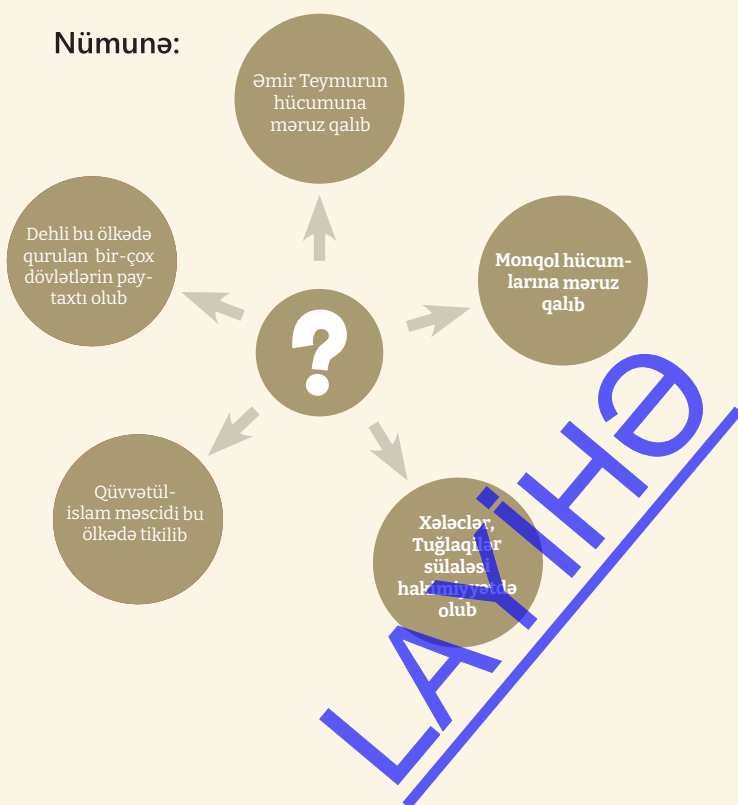 Nümunə:
Əmir Teymurun
hücumuna
məruz qalıb
Dehli bu ölkədə
qurulan bir-çox
dövlətlərin pay-
taxtı olub
Monqol hücum-
larına məruz
qalıb
?
Qüvvətül-
islam məscidi bu
ölkədə tikilib
Xələclər,
Tuğlaqilər
sülaləsi
hakimiyyətdə
olub
LAYİHƏ